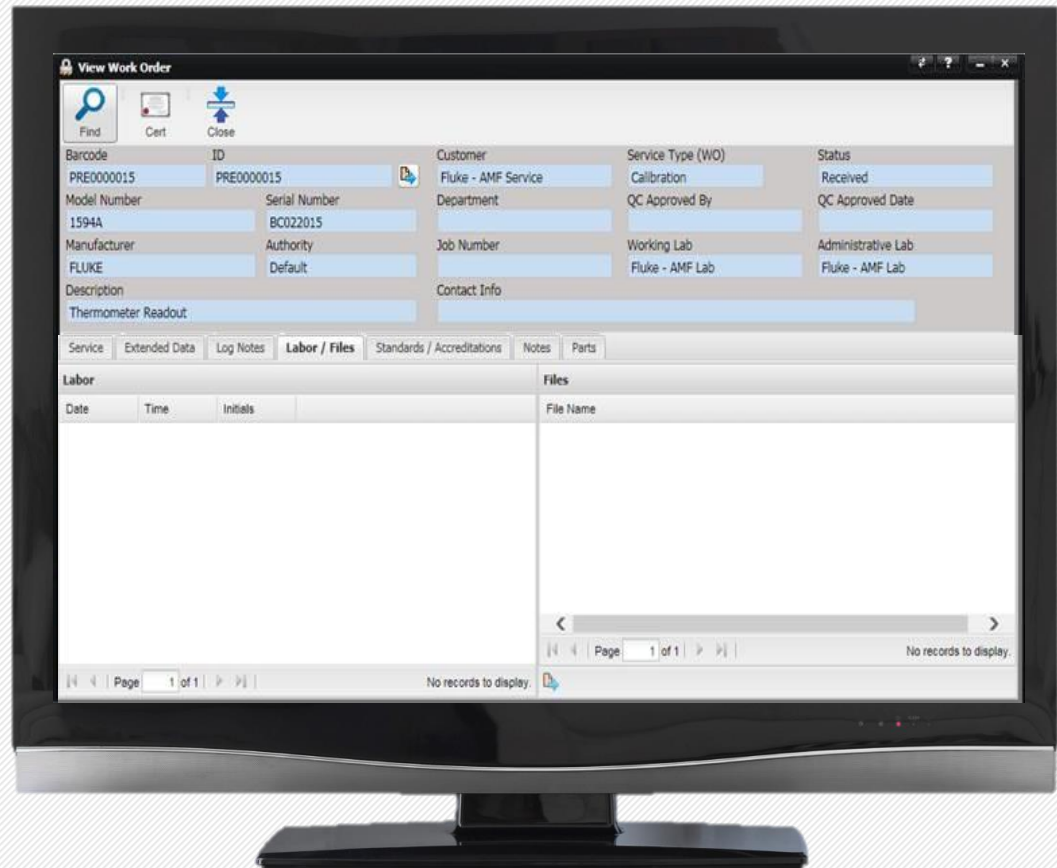 View Work Order
Find Cert Close
Barcode ID Customer Service Type (WO) Status
PRE0000015 PRE0000015 Fluke - AMF Service Calibration Received
Model Number Serial Number Department QC Approved By QC Approved Date
1594A BC022015
Manufacturer Authority Job Number Working Lab Administrative Lab
FLUKE Default Fluke - AMF Lab Fluke - AMF Lab
Description Contact Info
Thermometer Readout
Service Extended Data Log Notes Labor / Files Standards / Accreditations Notes Parts
Labor Files
Date Time Initials File Name
Page 1 of 1 No records to display.
Page 1 of 1 No records to display.